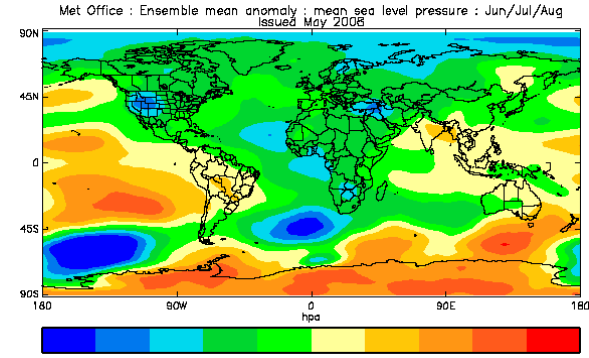 Met Office : Ensemble mean anomaly : mean sea level pressure : Jun/Jul/Aug
Issued May 2008
90N
45N
0
45S
90S
180 90W 0 90E 180
hpa